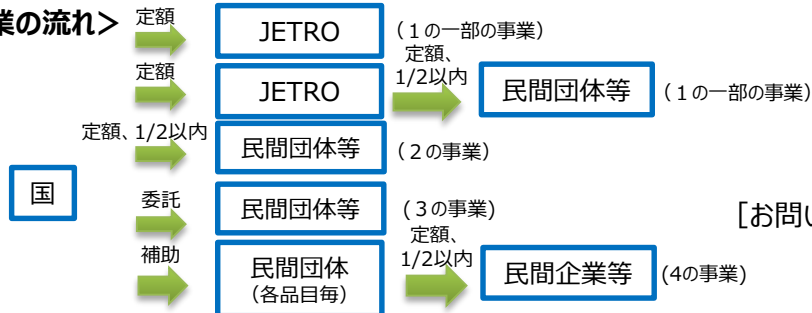 業の流れ>
定額
JETRO
（１の一部の事業）
定額
JETRO
定額、
1/2以内
民間団体等
（１の一部の事業）
定額、1/2以内
民間団体等
（２の事業）
国
委託
民間団体等
（３の事業）
補助
民間団体
（各品目毎）
定額、
1/2以内
民間企業等
(4の事業)
［お問い